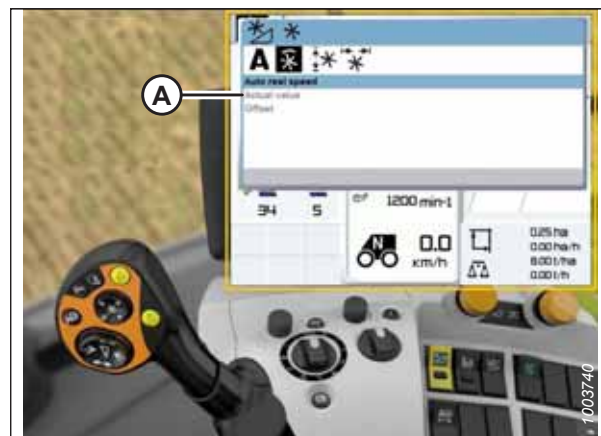 A
Auto reel speed
A
Actual value
Offset
34
5
1200 min-1
N
0.0
km/h
0.25 ha
0.00 ha/h
8.00 t/ha
0.00 t/h
1003740